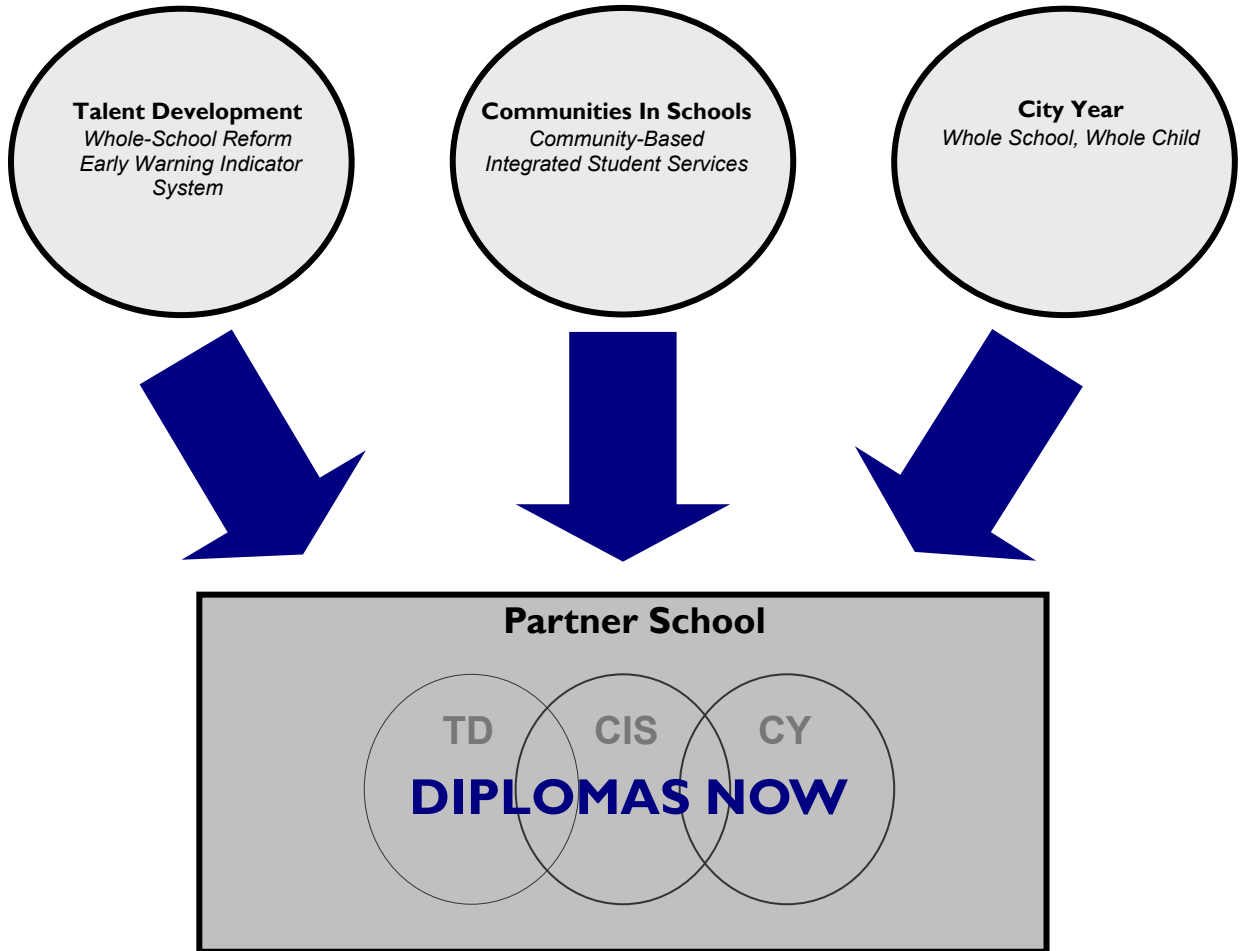 Talent Development
Whole-School Reform
Early Warning Indicator
System
Communities In Schools
Community-Based
Integrated Student Services
City Year
Whole School, Whole Child
Partner School
TD
CIS
CY
DIPLOMAS NOW